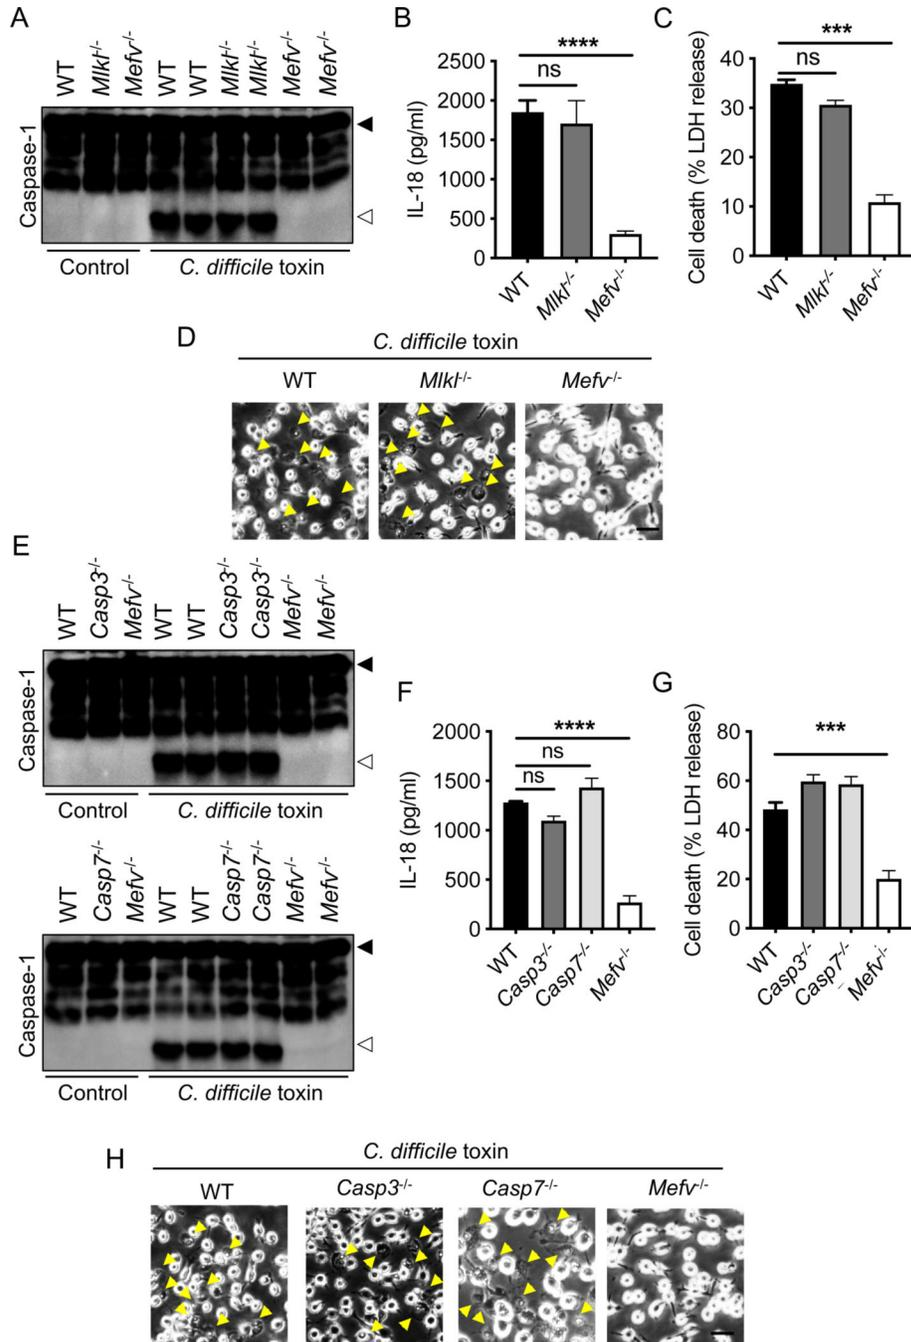 A
WT
Mlkl-/-
Mefv-/-
WT
WT
Mlkl-/-
Mlkl-/-
Mefv-/-
Mefv-/-
Caspase-1
Control
C. difficile toxin
B
IL-18 (pg/ml)
2500
2000
1500
1000
500
0
****
ns
WT
Mlkl-/-
Mefv-/-
C
Cell death (% LDH release)
40
30
20
10
0
***
ns
WT
Mlkl-/-
Mefv-/-
D
C. difficile toxin
WT
Mlkl-/-
Mefv-/-
E
WT
Casp3-/-
Mefv-/-
WT
WT
Casp3-/-
Casp3-/-
Mefv-/-
Mefv-/-
Caspase-1
Control
C. difficile toxin
WT
Casp7-/-
Mefv-/-
WT
WT
Casp7-/-
Casp7-/-
Mefv-/-
Mefv-/-
Caspase-1
Control
C. difficile toxin
F
IL-18 (pg/ml)
2000
1500
1000
500
0
****
ns
ns
WT
Casp3-/-
Casp7-/-
Mefv-/-
G
Cell death (% LDH release)
80
60
40
20
0
***
WT
Casp3-/-
Casp7-/-
Mefv-/-
H
C. difficile toxin
WT
Casp3-/-
Casp7-/-
Mefv-/-